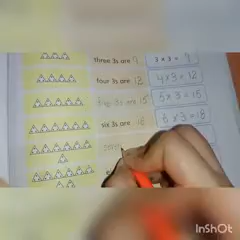 three 3s are 9 3 x 3 = 9
four 3s are 12 4 x 3 = 12
five 3s are 15 5 x 3 = 15
six 3s are 18 6 x 3 = 18
InShOt